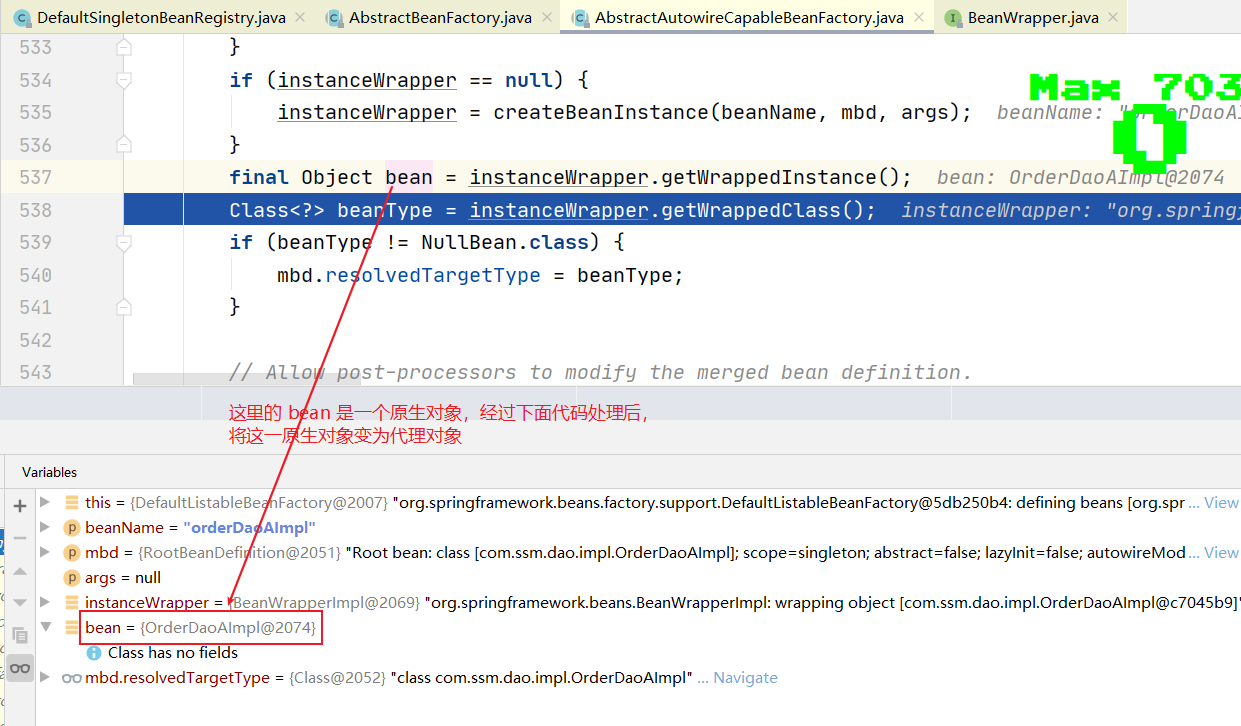 DefaultSingletonBeanRegistry.java AbstractBeanFactory.java AbstractAutowireCapableBeanFactory.java BeanWrapper.java
533 }
534 if (instanceWrapper == null) {
Max 703
535 instanceWrapper = createBeanInstance(beanName, mbd, args); beanName:
0
536 }
537 final Object bean = instanceWrapper.getWrappedInstance(); bean: OrderDaoAImpl@2074
538 Class<?> beanType = instanceWrapper.getWrappedClass(); instanceWrapper: "org.spring
539 if (beanType != NullBean.class) {
540 mbd.resolvedTargetType = beanType;
541 }
542
543 // Allow post-processors to modify the merged bean definition.
这里的 bean 是一个原生对象，经过下面代码处理后，
将这一原生对象变为代理对象
Variables
this = {DefaultListableBeanFactory@2007} "org.springframework.beans.factory.support.DefaultListableBeanFactory@5db250b4: defining beans [org.spr ... View
beanName = "orderDaoAImpl"
mbd = {RootBeanDefinition@2051} "Root bean: class [com.ssm.dao.impl.OrderDaoAImpl]; scope=singleton; abstract=false; lazyInit=false; autowireMod ... View
args = null
instanceWrapper = {BeanWrapperImpl@2069} "org.springframework.beans.BeanWrapperImpl: wrapping object [com.ssm.dao.impl.OrderDaoAImpl@c7045b9]"
bean = {OrderDaoAImpl@2074}
Class has no fields
mbd.resolvedTargetType = {Class@2052} "class com.ssm.dao.impl.OrderDaoAImpl" ... Navigate